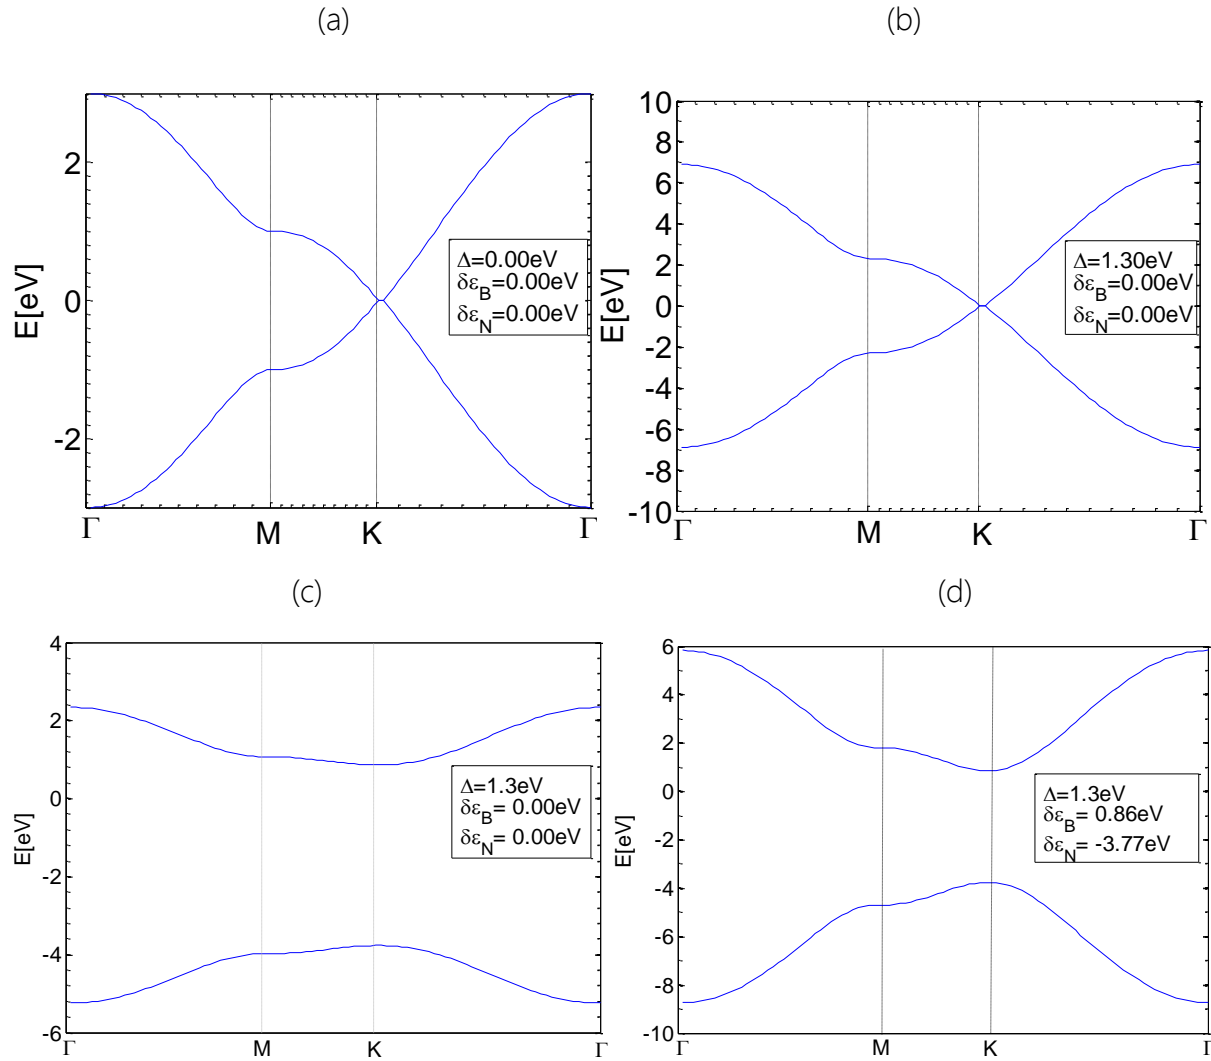 (a)
E[eV]
2
0
-2
Γ
M
K
Γ
Δ=0.00eV
δε_B=0.00eV
δε_N=0.00eV
(b)
E[eV]
10
8
6
4
2
0
-2
-4
-6
-8
-10
Γ
M
K
Γ
Δ=1.30eV
δε_B=0.00eV
δε_N=0.00eV
(c)
E[eV]
4
2
0
-2
-4
-6
Γ
M
K
Γ
Δ=1.3eV
δε_B= 0.00eV
δε_N= 0.00eV
(d)
E[eV]
6
4
2
0
-2
-4
-6
-8
-10
Γ
M
K
Γ
Δ=1.3eV
δε_B= 0.86eV
δε_N= -3.77eV